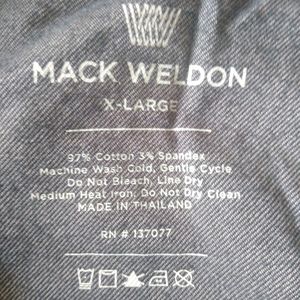 MACK WELDON
X-LARGE
97% Cotton 3% Spandex
Machine Wash Cold, Gentle Cycle
Do Not Bleach, Line Dry
Medium Heat Iron, Do Not Dry Clean
MADE IN THAILAND
RN # 137077